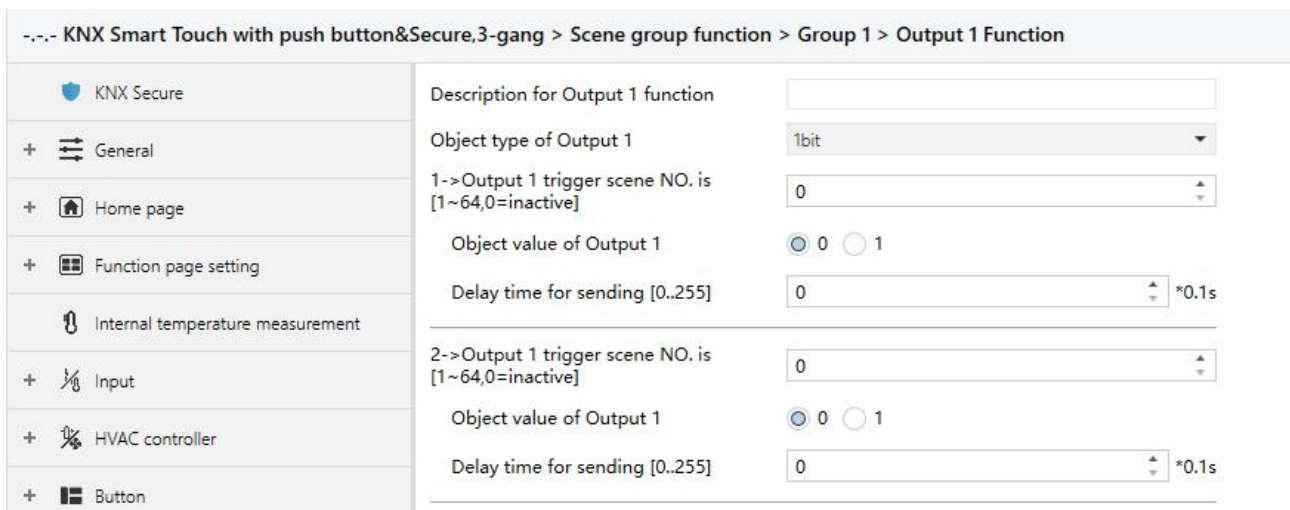 -.-.- KNX Smart Touch with push button&Secure,3-gang > Scene group function > Group 1 > Output 1 Function
KNX Secure
+ General
+ Home page
+ Function page setting
Internal temperature measurement
+ Input
+ HVAC controller
+ Button
Description for Output 1 function
Object type of Output 1
1bit
1->Output 1 trigger scene NO. is
[1~64,0=inactive]
0
Object value of Output 1
0 1
Delay time for sending [0..255]
0
*0.1s
2->Output 1 trigger scene NO. is
[1~64,0=inactive]
0
Object value of Output 1
0 1
Delay time for sending [0..255]
0
*0.1s